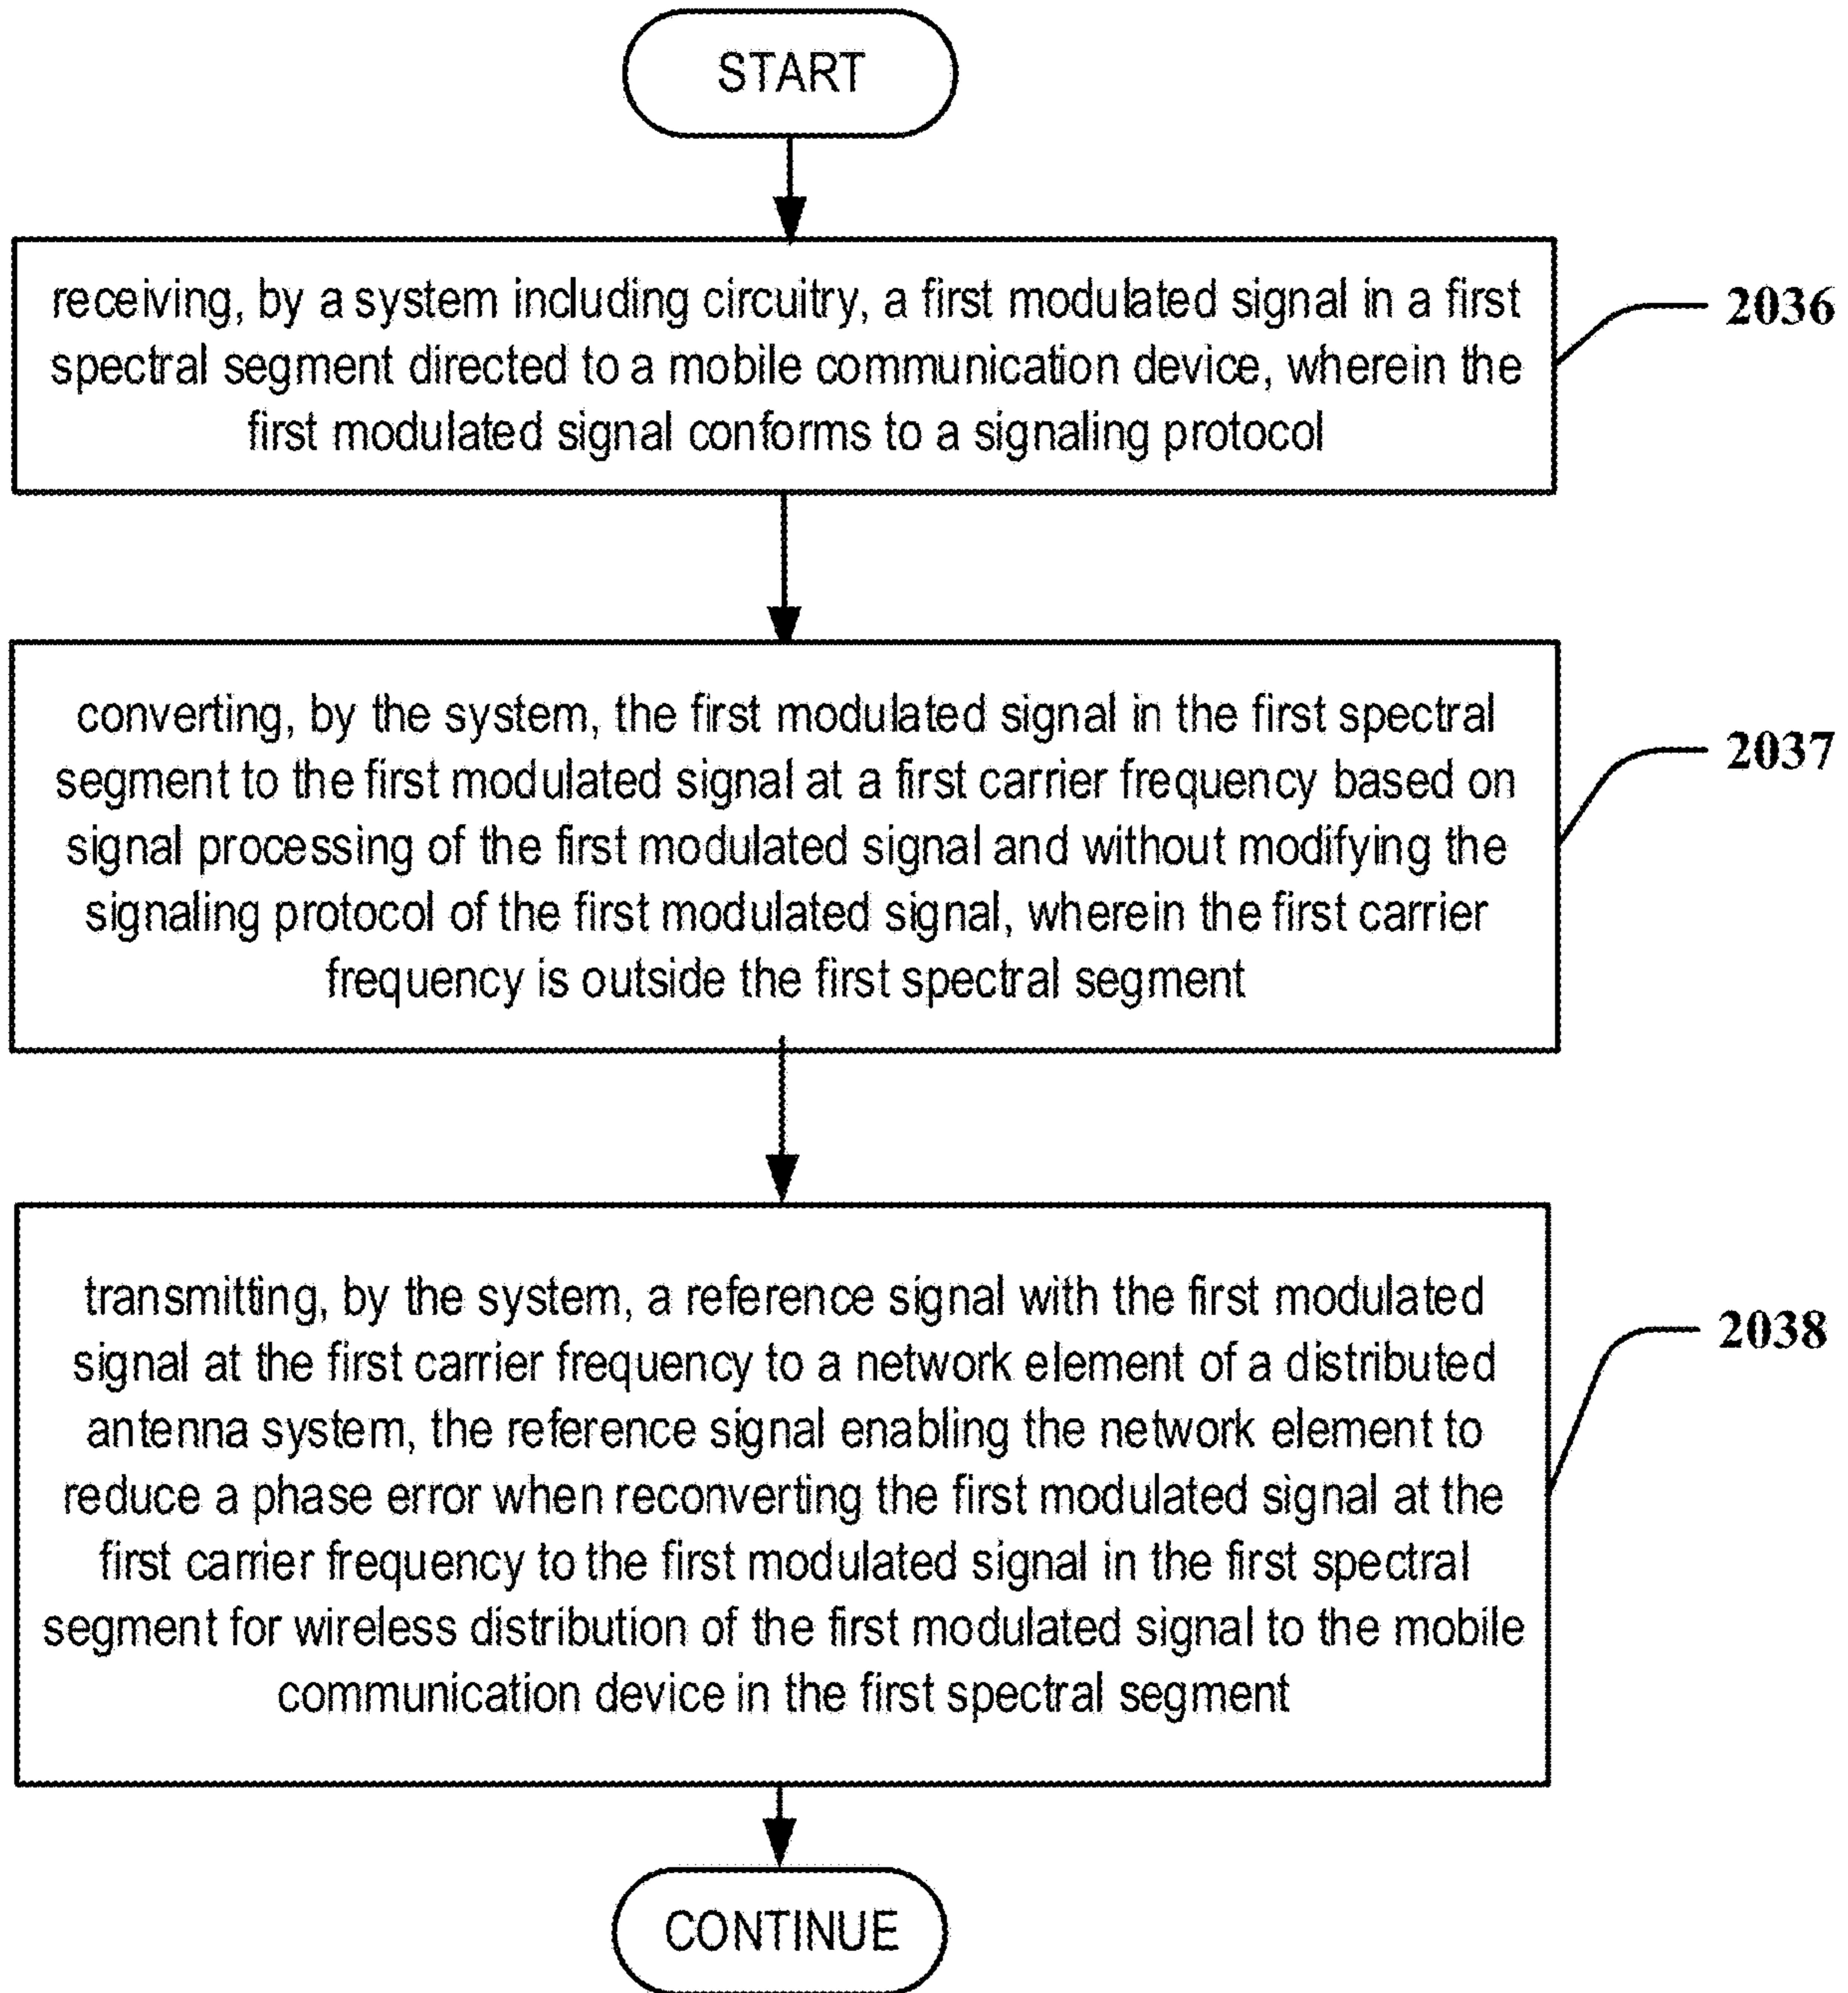 START
receiving, by a system including circuitry, a first modulated signal in a first
spectral segment directed to a mobile communication device, wherein the
first modulated signal conforms to a signaling protocol
2036
converting, by the system, the first modulated signal in the first spectral
segment to the first modulated signal at a first carrier frequency based on
signal processing of the first modulated signal and without modifying the
signaling protocol of the first modulated signal, wherein the first carrier
frequency is outside the first spectral segment
2037
transmitting, by the system, a reference signal with the first modulated
signal at the first carrier frequency to a network element of a distributed
antenna system, the reference signal enabling the network element to
reduce a phase error when reconverting the first modulated signal at the
first carrier frequency to the first modulated signal in the first spectral
segment for wireless distribution of the first modulated signal to the mobile
communication device in the first spectral segment
2038
CONTINUE